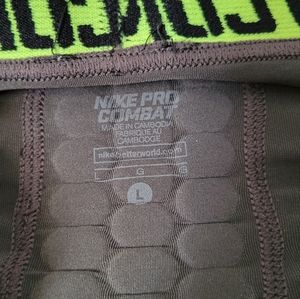 NIKE PRO
COMBAT
MADE IN CAMBODIA
FABRIQUÉ AU
CAMBODGE
nikebetterworld.com
G
L